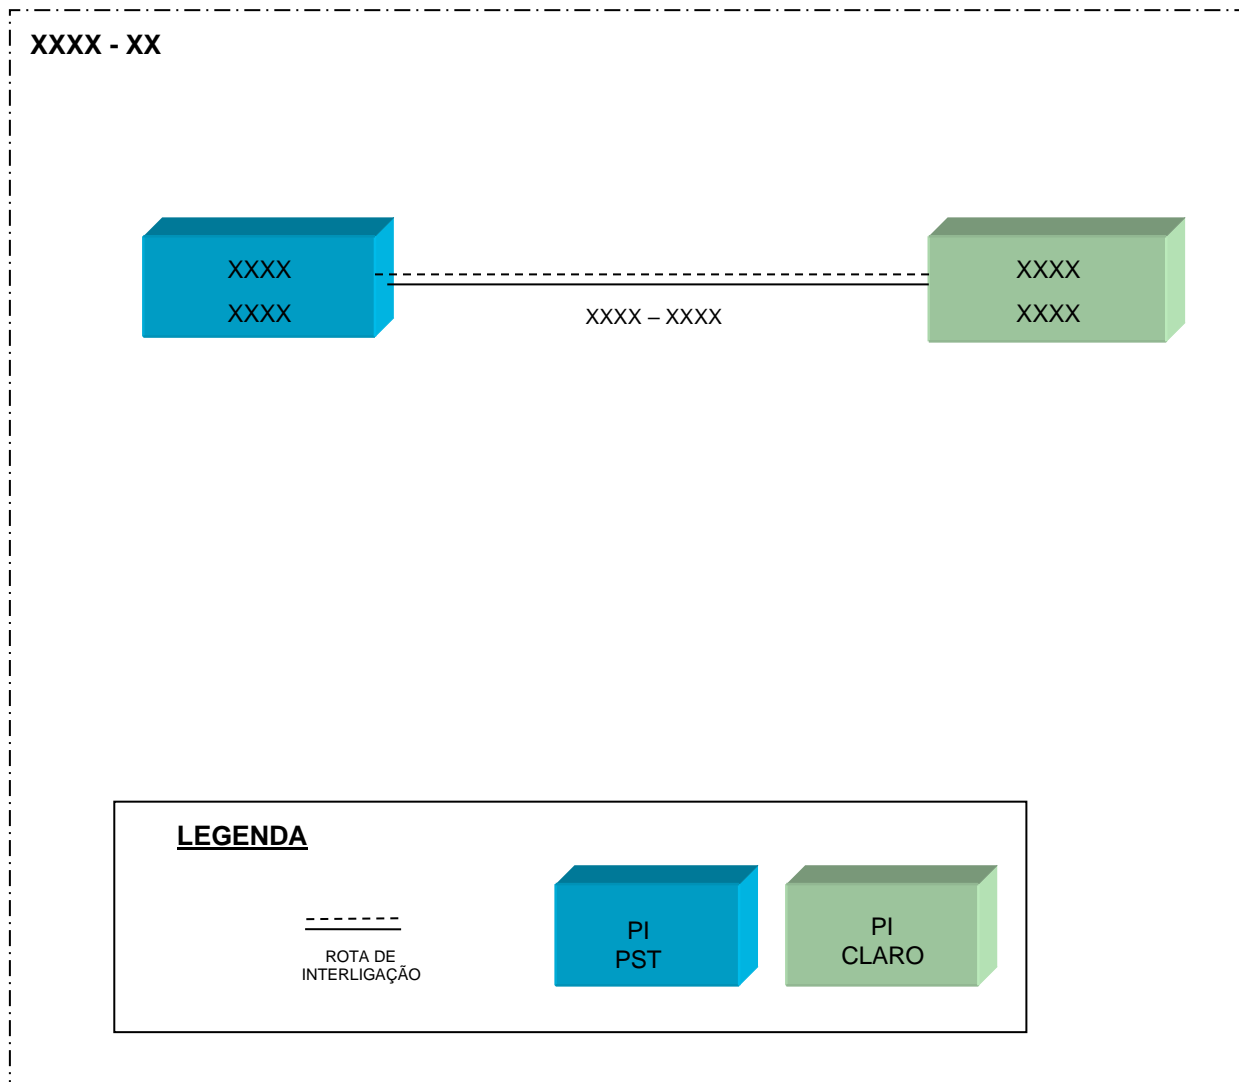 XXXX - XX
XXXX
XXXX
XXXX – XXXX
XXXX
XXXX
LEGENDA
ROTA DE
INTERLIGAÇÃO
PI
PST
PI
CLARO